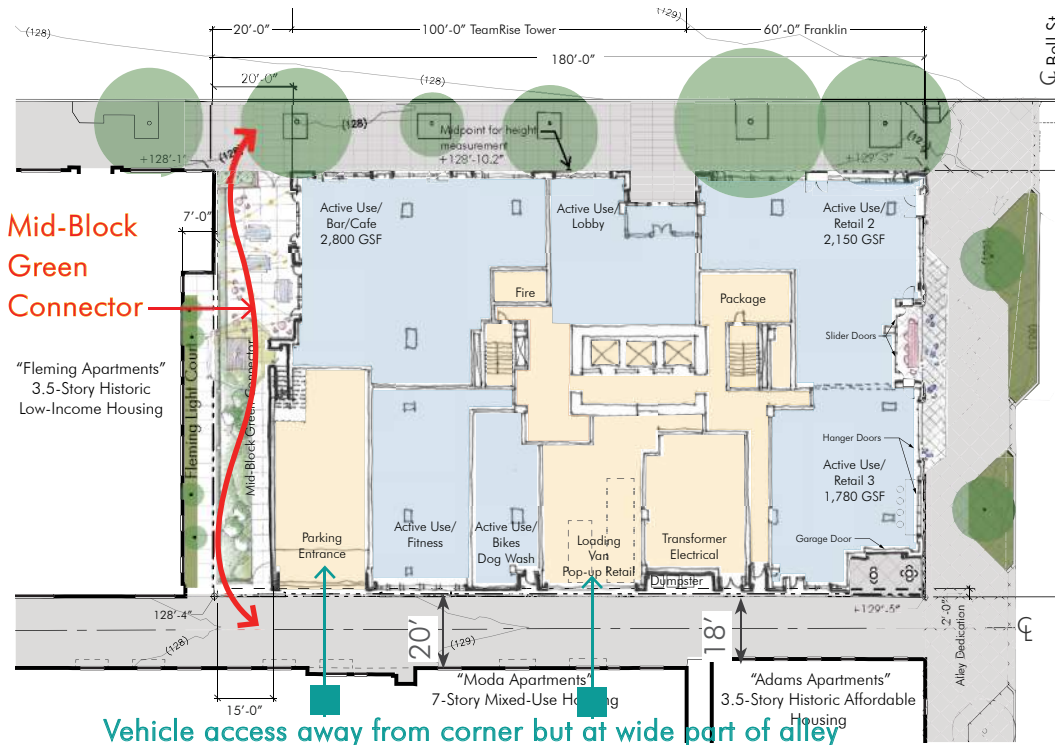 (128)
(129)
20'-0"
100'-0" TeamRise Tower
60'-0" Franklin
180'-0"
℄ Bell St
(128)
20'-0"
(128)
Midpoint for height
measurement
+128'-10.2"
+128'-1"
+129'-3"
7'-0"
Mid-Block
Green
Connector
Active Use/
Bar/Cafe
2,800 GSF
Active Use/
Lobby
Active Use/
Retail 2
2,150 GSF
Fire
Package
Slider Doors
"Fleming Apartments"
3.5-Story Historic
Low-Income Housing
Fleming Light Court
Mid-Block Green Connector
Hanger Doors
Active Use/
Retail 3
1,780 GSF
Garage Door
Parking
Entrance
Active Use/
Fitness
Active Use/
Bikes
Dog Wash
Loading
Van
Pop-up Retail
Transformer
Electrical
Dumpster
+129'-5"
2'-0"
Alley Dedication
℄
128'-4"
(128)
(129)
20'
18'
15'-0"
"Moda Apartments"
7-Story Mixed-Use Housing
"Adams Apartments"
3.5-Story Historic Affordable
Housing
Vehicle access away from corner but at wide part of alley